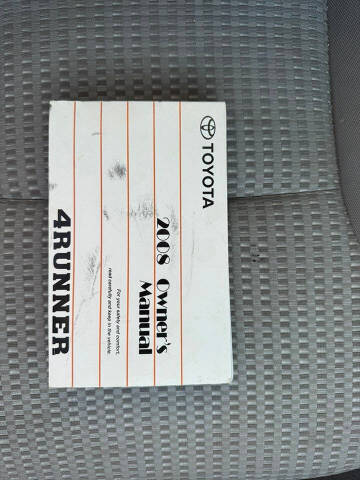 TOYOTA
2008 Owner's
Manual
For your safety and comfort,
read carefully and keep in the vehicle.
4RUNNER